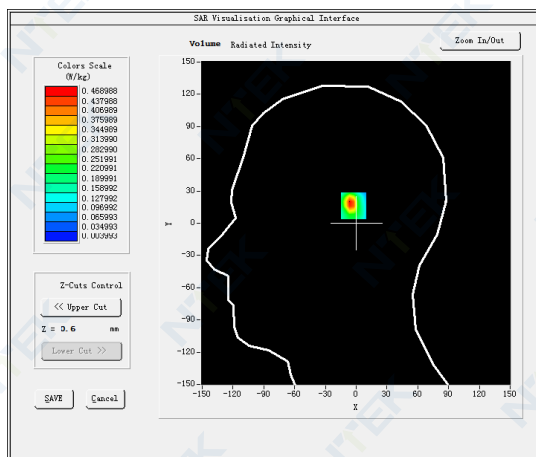 SAR Visualisation Graphical Interface
Volume Radiated Intensity
Zoom In/Out
Colors Scale
(W/kg)
0.468988
0.437988
0.406989
0.375989
0.344989
0.313990
0.282990
0.251991
0.220991
0.189991
0.158992
0.127992
0.096992
0.065993
0.034993
0.003993
Z-Cuts Control
<< Upper Cut
Z = 0.6 mm
Lower Cut >>
SAVE
Cancel
150
120
90
60
30
0
-30
-60
-90
-120
-150
Y
-150 -120 -90 -60 -30 0 30 60 90 120 150
X
NTEK